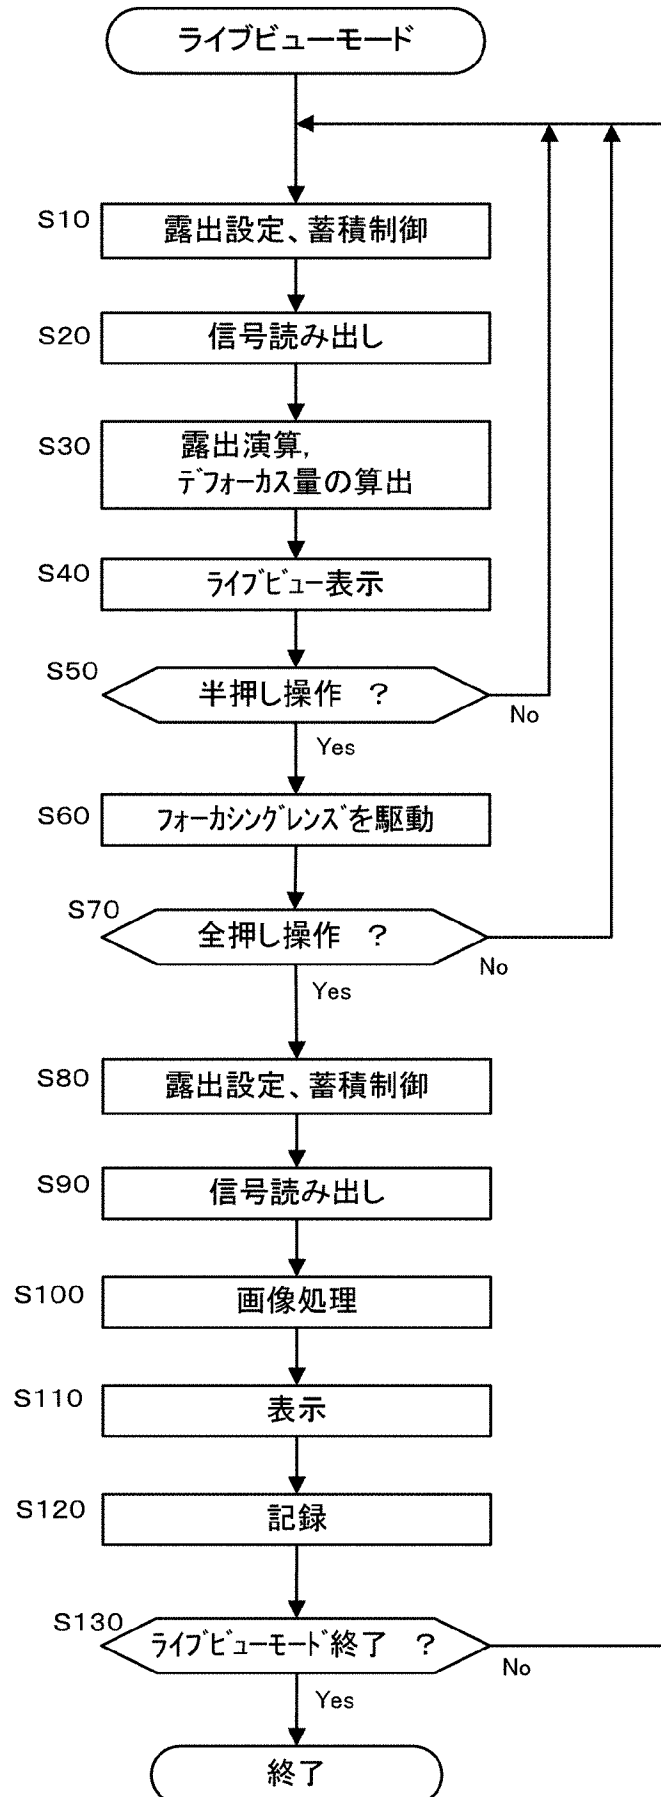 ライブビューモード
S10
露出設定、蓄積制御
S20
信号読み出し
S30
露出演算,
デフォーカス量の算出
S40
ライブビュー表示
S50
半押し操作 ?
No
Yes
S60
フォーカシングレンズを駆動
S70
全押し操作 ?
No
Yes
S80
露出設定、蓄積制御
S90
信号読み出し
S100
画像処理
S110
表示
S120
記録
S130
ライブビューモード終了 ?
No
Yes
終了